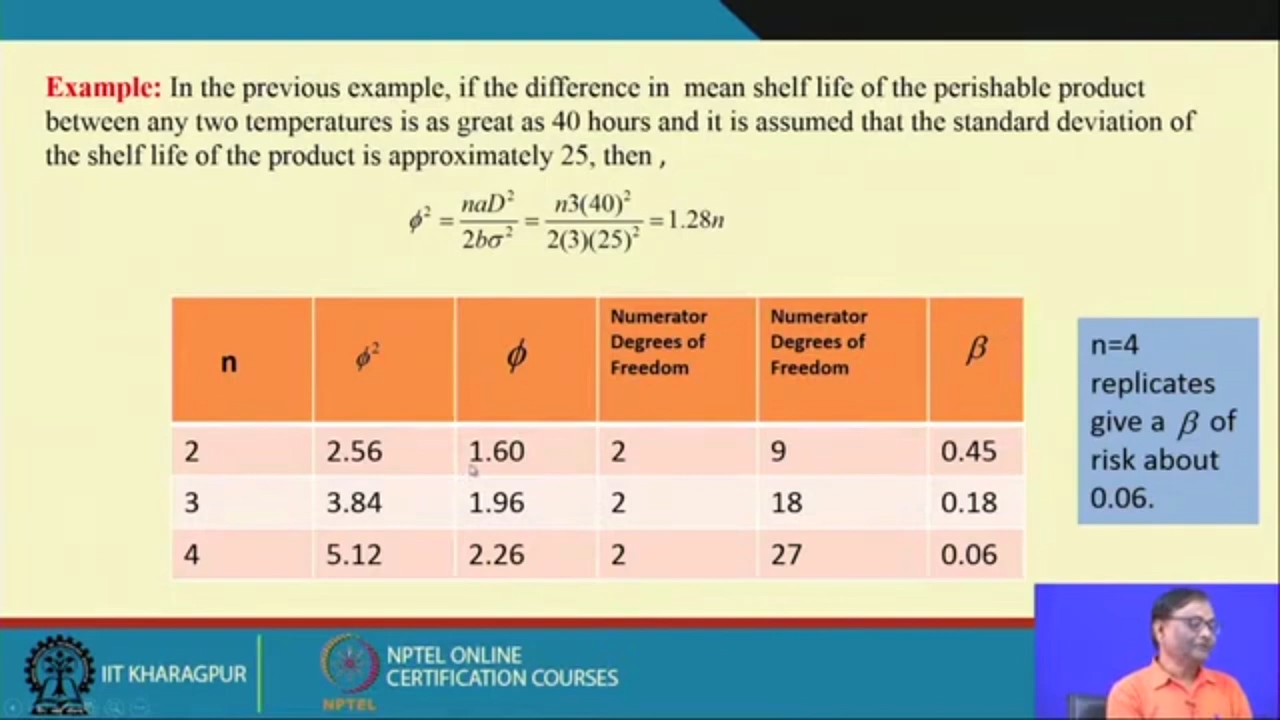 Example: In the previous example, if the difference in mean shelf life of the perishable product
between any two temperatures is as great as 40 hours and it is assumed that the standard deviation of
the shelf life of the product is approximately 25, then ,
ϕ² = naD² / 2bσ² = n3(40)² / 2(3)(25)² = 1.28n
n ϕ² ϕ Numerator Degrees of Freedom Numerator Degrees of Freedom β
2 2.56 1.60 2 9 0.45
3 3.84 1.96 2 18 0.18
4 5.12 2.26 2 27 0.06
n=4
replicates
give a β of
risk about
0.06.
IIT KHARAGPUR
NPTEL
NPTEL ONLINE
CERTIFICATION COURSES